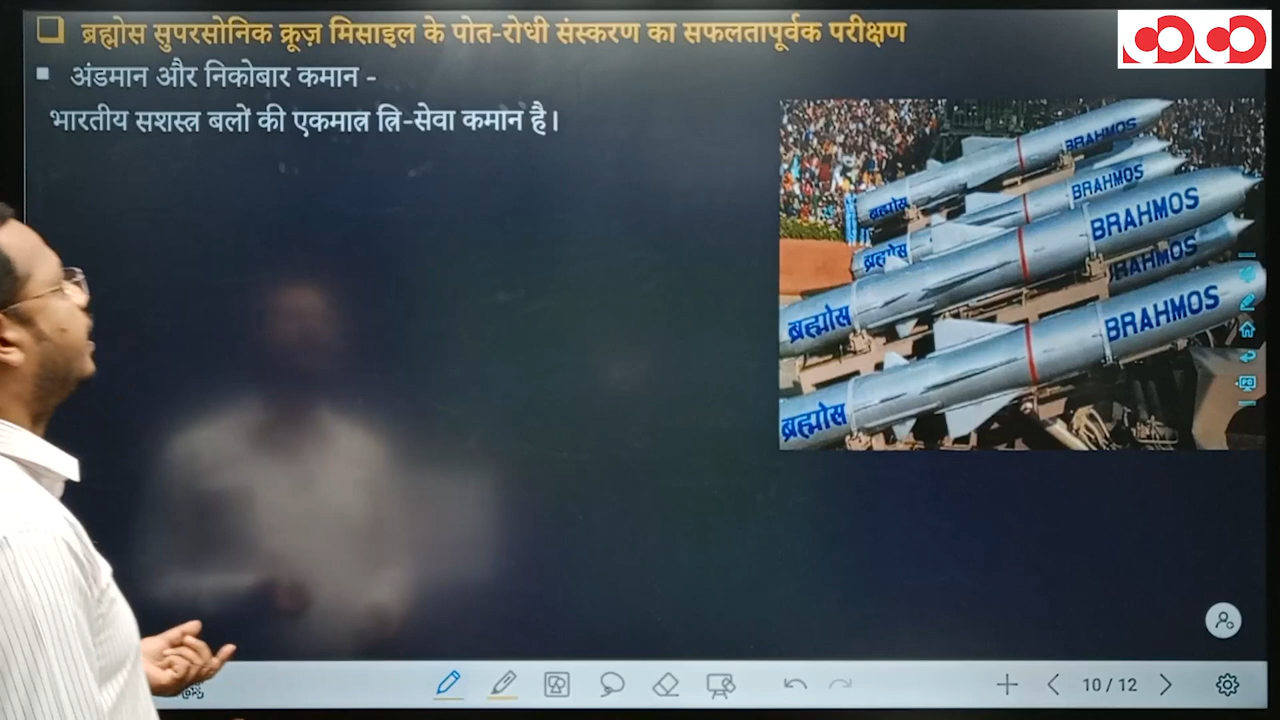 ब्रह्मोस सुपरसोनिक क्रूज़ मिसाइल के पोत-रोधी संस्करण का सफलतापूर्वक परीक्षण
अंडमान और निकोबार कमान -
भारतीय सशस्त्र बलों की एकमात्र त्रि-सेवा कमान है।
BRAHMOS
ब्रह्मोस
BRAHMOS
ब्रह्मोस
BRAHMOS
BRAHMOS
ब्रह्मोस
BRAHMOS
ब्रह्मोस
10 / 12